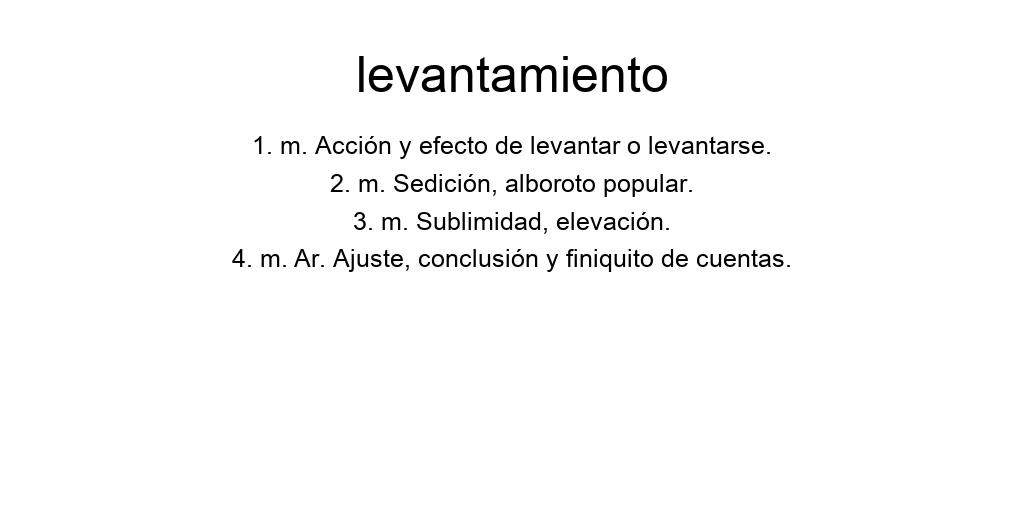 levantamiento
1. m. Acción y efecto de levantar o levantarse.
2. m. Sedición, alboroto popular.
3. m. Sublimidad, elevación.
4. m. Ar. Ajuste, conclusión y finiquito de cuentas.